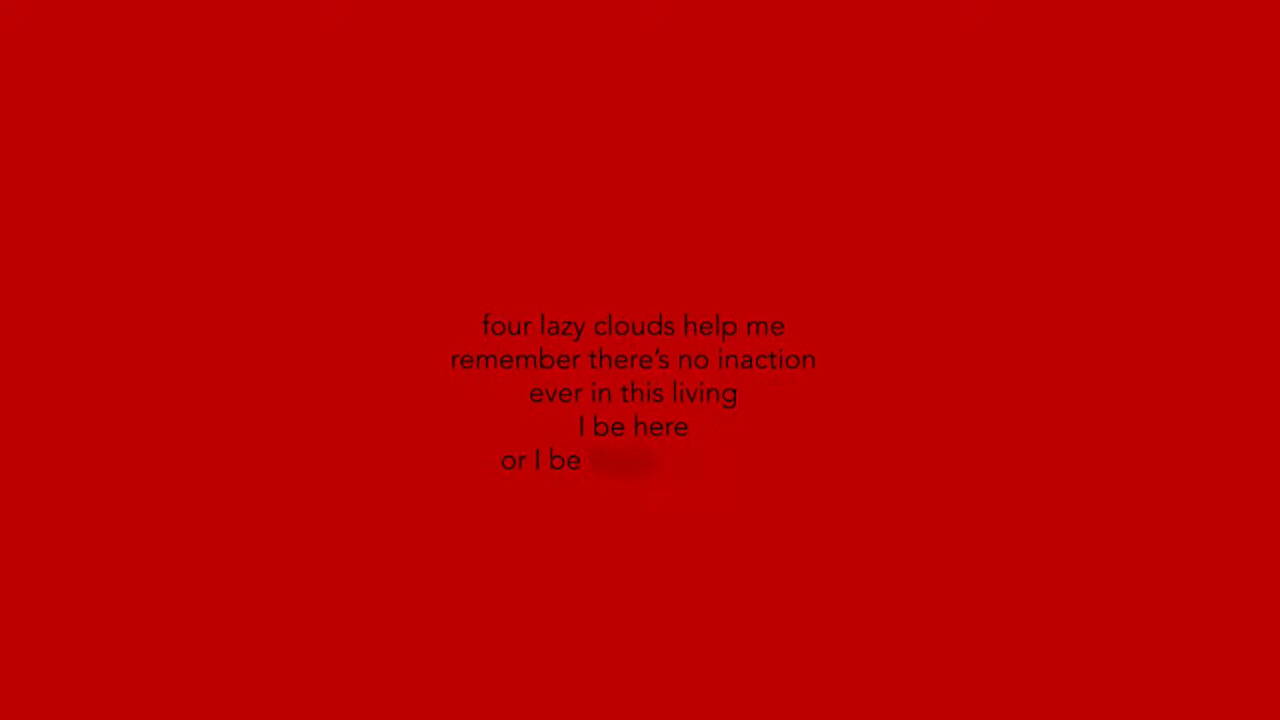 four lazy clouds help me
remember there's no inaction
ever in this living
I be here
or I be